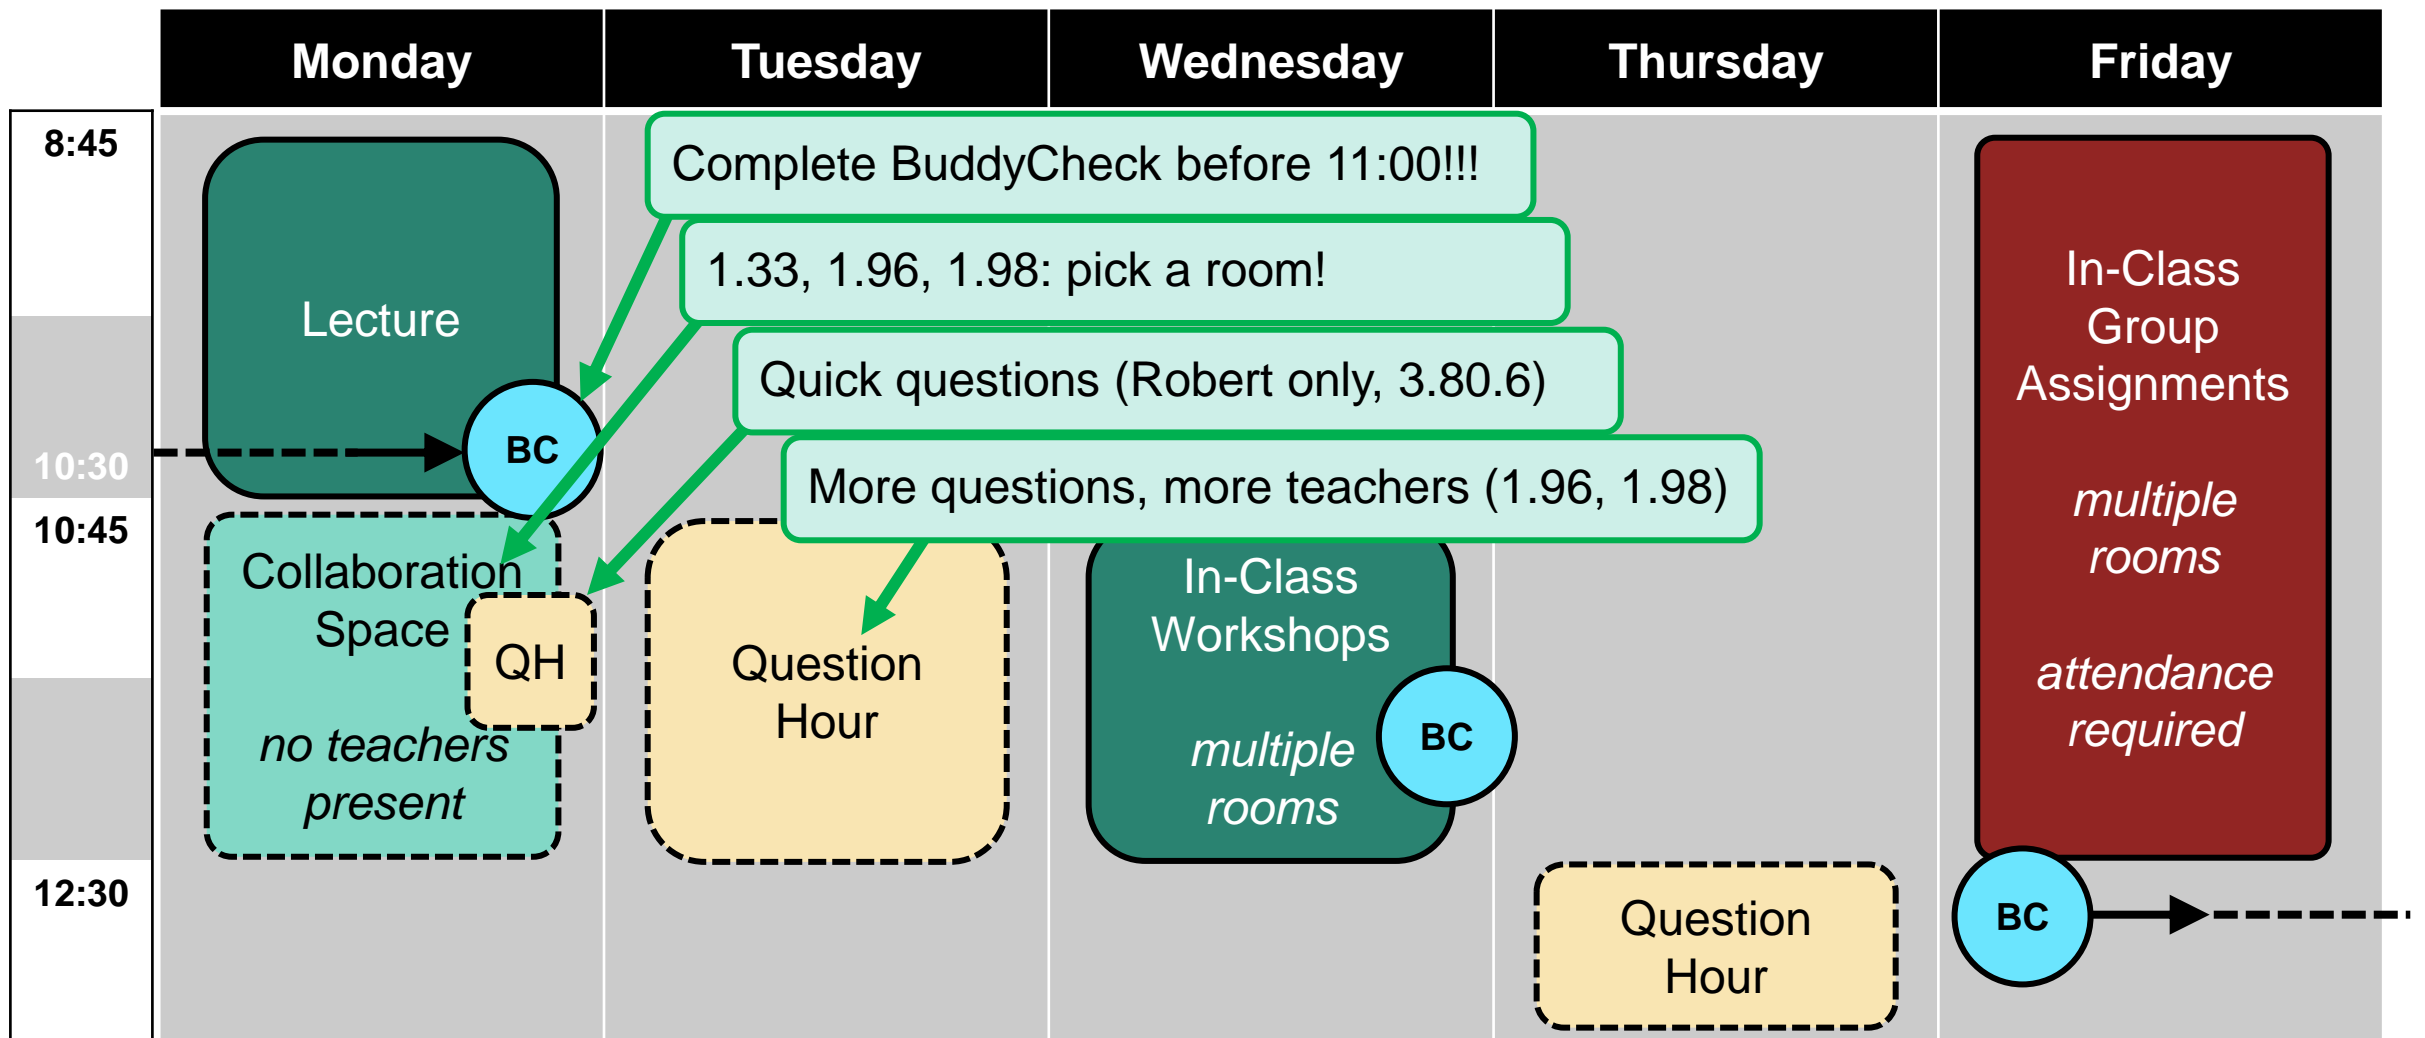 Monday
Tuesday
Wednesday
Thursday
Friday
8:45
10:30
10:45
12:30
Lecture
BC
Collaboration
Space
no teachers
present
QH
Complete BuddyCheck before 11:00!!!
1.33, 1.96, 1.98: pick a room!
Quick questions (Robert only, 3.80.6)
More questions, more teachers (1.96, 1.98)
Question
Hour
In-Class
Workshops
multiple
rooms
BC
Question
Hour
In-Class
Group
Assignments
multiple
rooms
attendance
required
BC